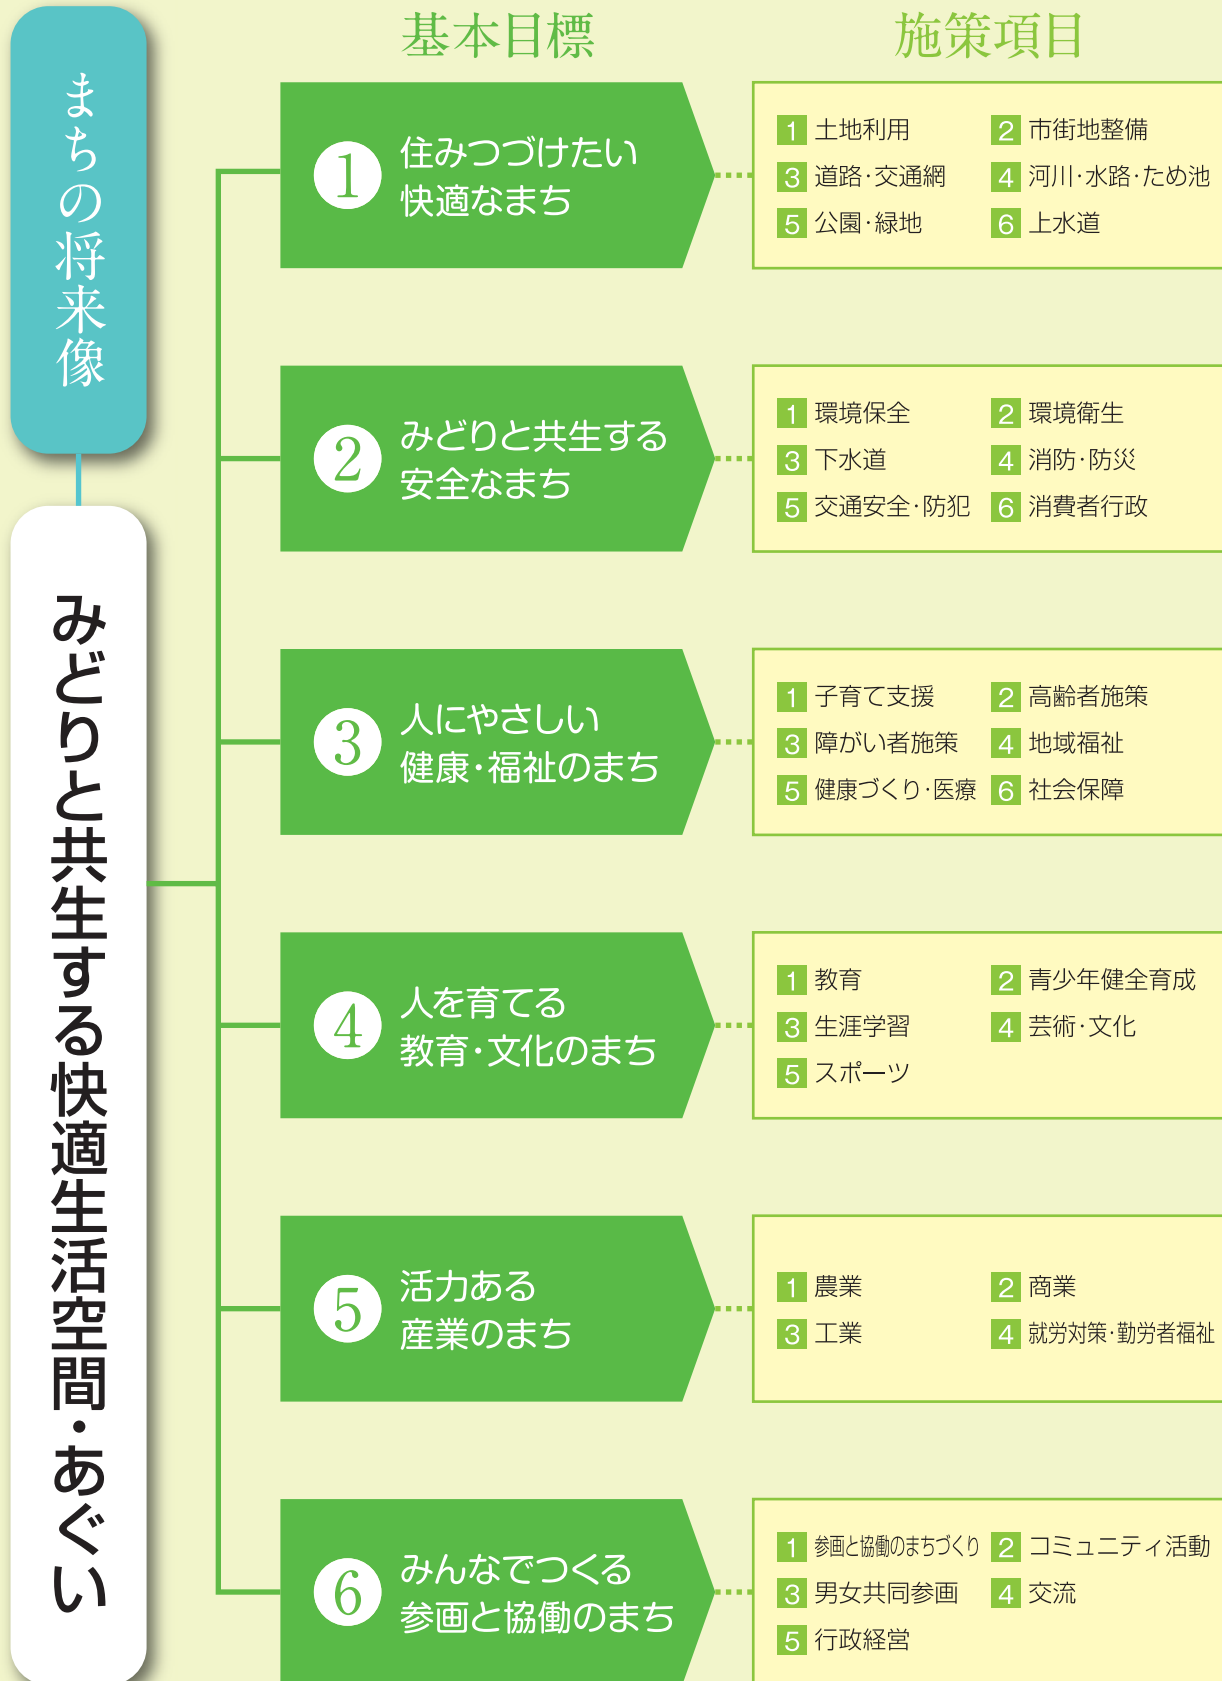 まちの将来像
みどりと共生する快適生活空間・あぐい
基本目標
施策項目
1 住みつづけたい
快適なまち
1 土地利用 2 市街地整備
3 道路・交通網 4 河川・水路・ため池
5 公園・緑地 6 上水道
2 みどりと共生する
安全なまち
1 環境保全 2 環境衛生
3 下水道 4 消防・防災
5 交通安全・防犯 6 消費者行政
3 人にやさしい
健康・福祉のまち
1 子育て支援 2 高齢者施策
3 障がい者施策 4 地域福祉
5 健康づくり・医療 6 社会保障
4 人を育てる
教育・文化のまち
1 教育 2 青少年健全育成
3 生涯学習 4 芸術・文化
5 スポーツ
5 活力ある
産業のまち
1 農業 2 商業
3 工業 4 就労対策・勤労者福祉
6 みんなでつくる
参画と協働のまち
1 参画と協働のまちづくり 2 コミュニティ活動
3 男女共同参画 4 交流
5 行政経営